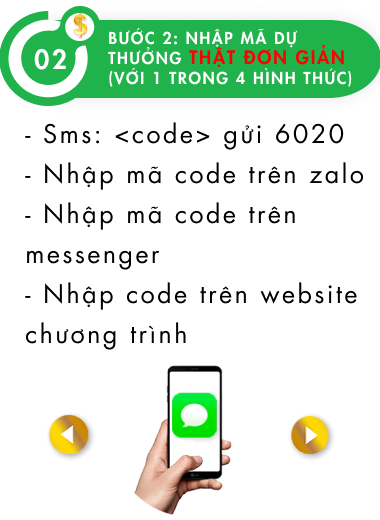 02
BƯỚC 2: NHẬP MÃ DỰ
THƯỞNG THẬT ĐƠN GIẢN
(VỚI 1 TRONG 4 HÌNH THỨC)
- Sms: <code> gửi 6020
- Nhập mã code trên zalo
- Nhập mã code trên
messenger
- Nhập code trên website
chương trình